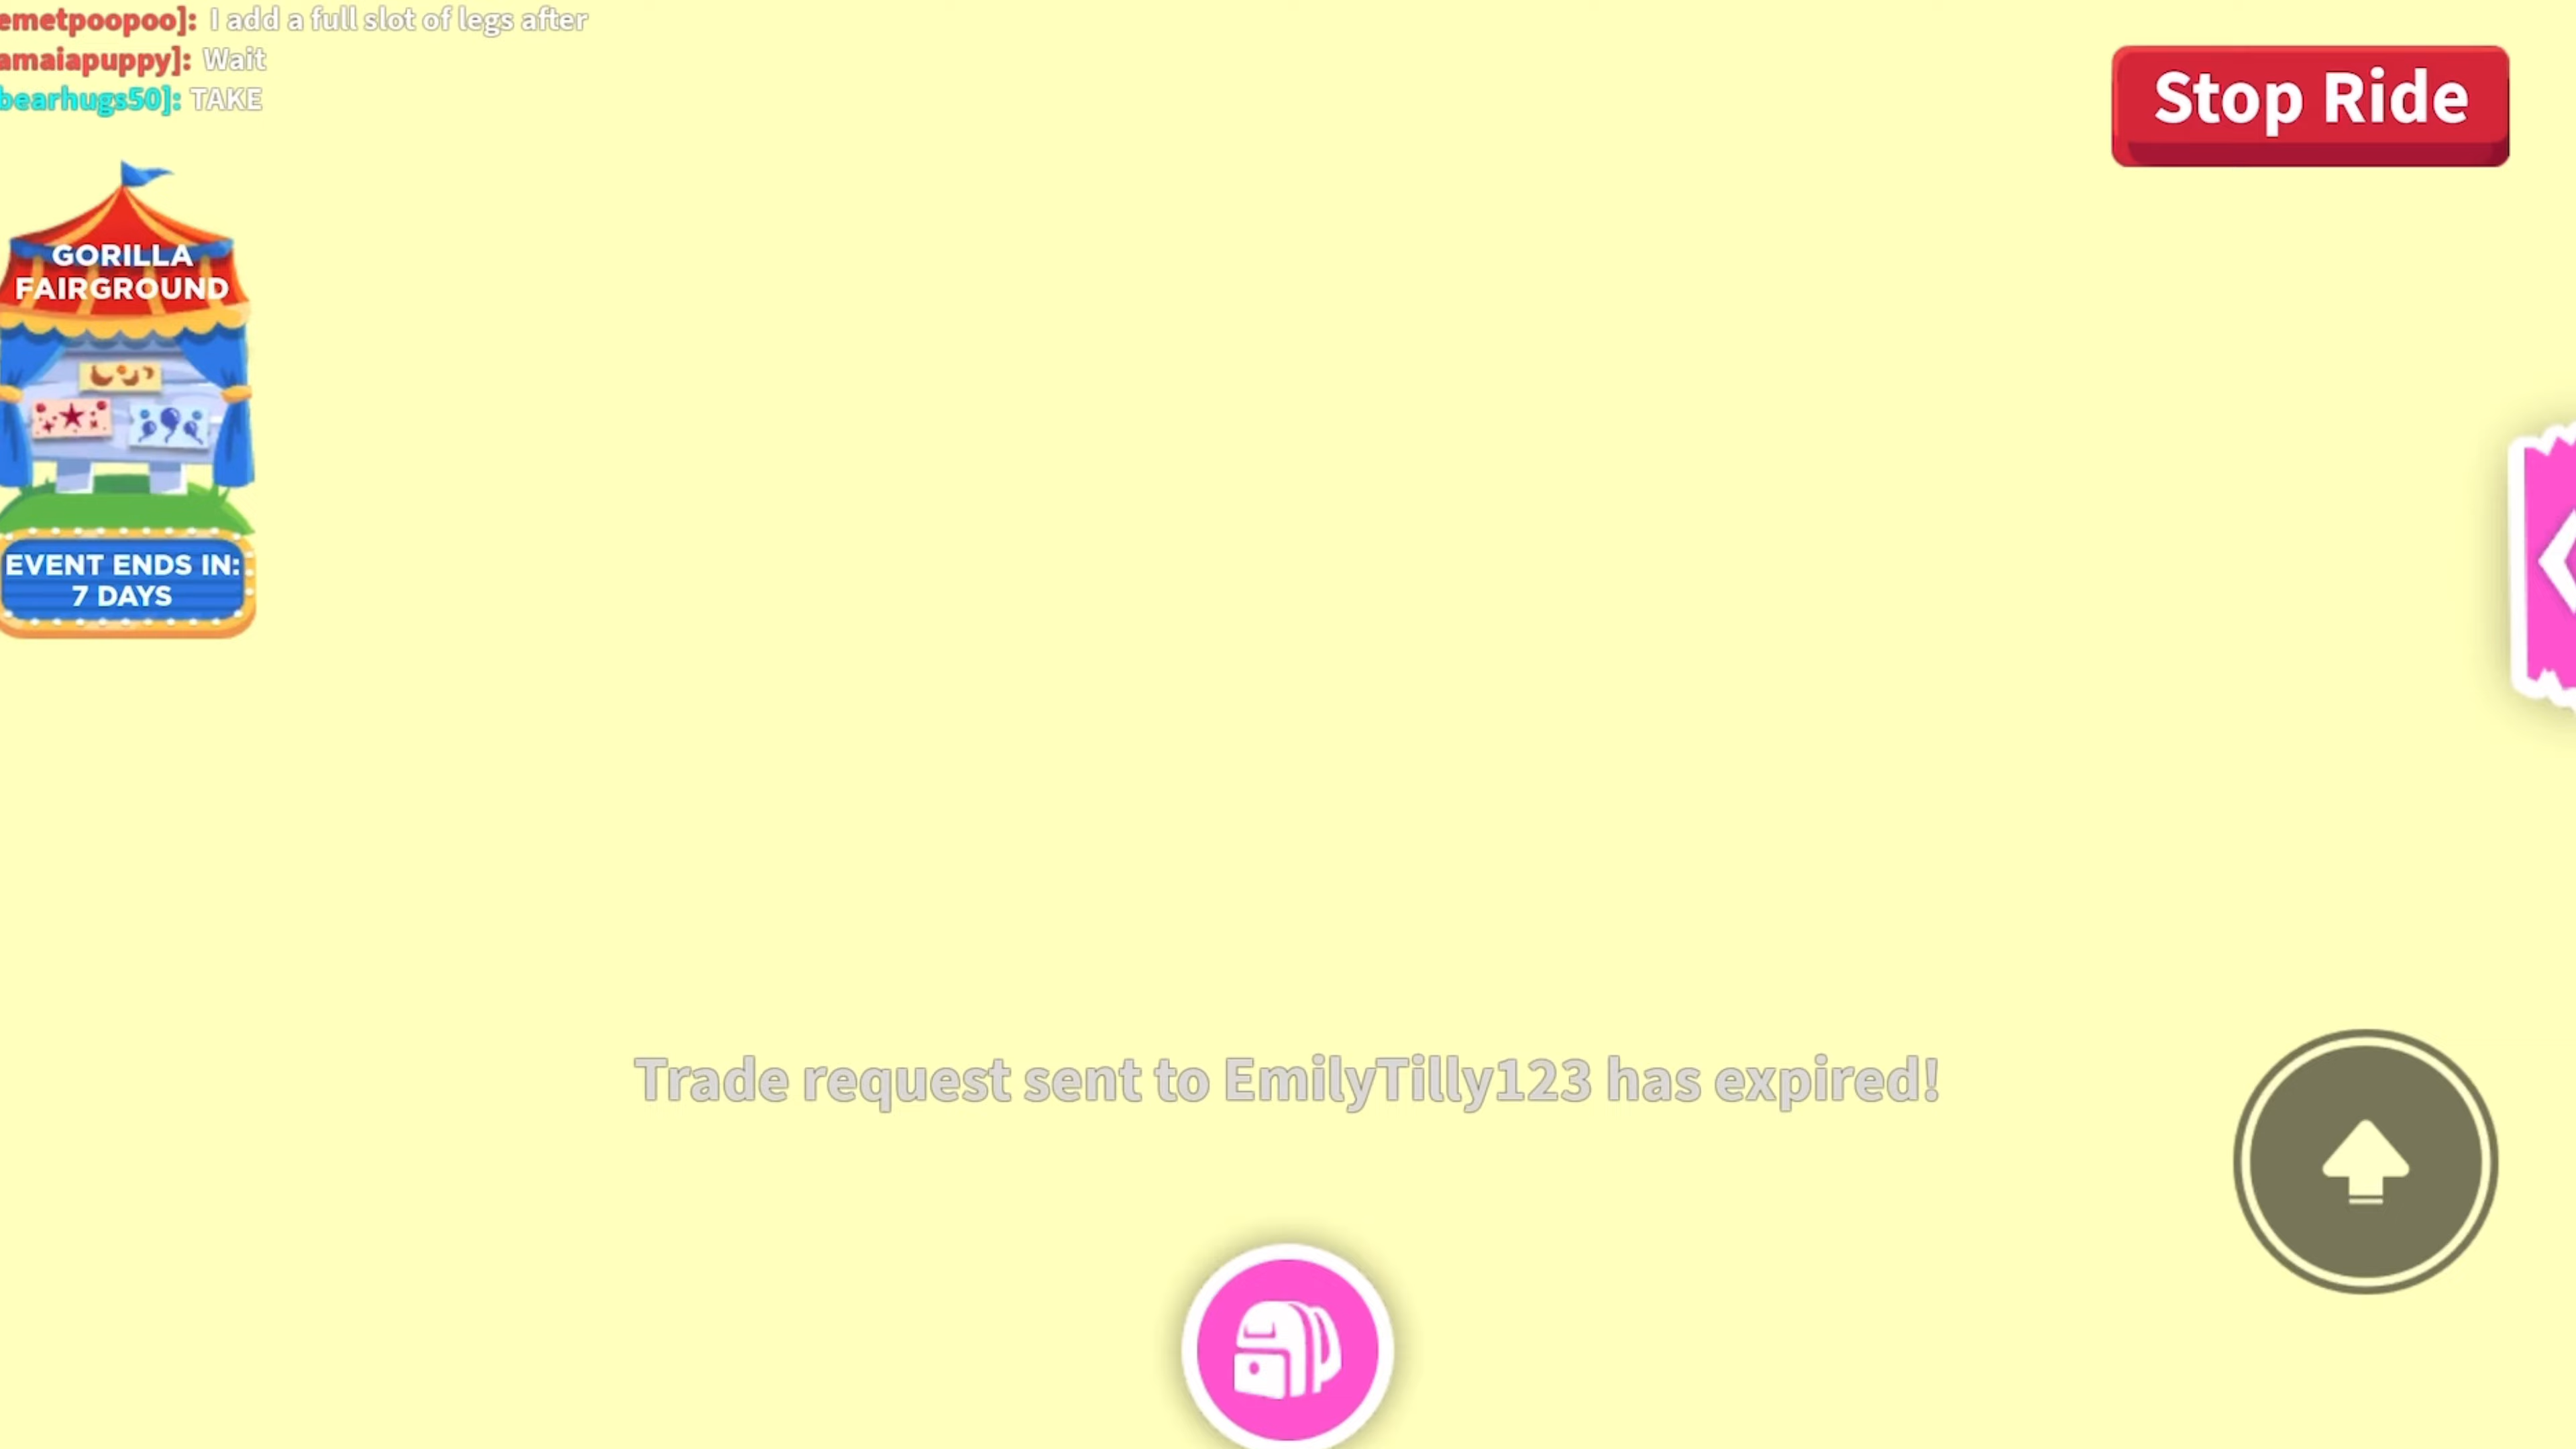 emetpoopoo]: I add a full slot of legs after
amaiapuppy]: Wait
bearhugs50]: TAKE
Stop Ride
GORILLA
FAIRGROUND
EVENT ENDS IN:
7 DAYS
Trade request sent to EmilyTilly123 has expired!